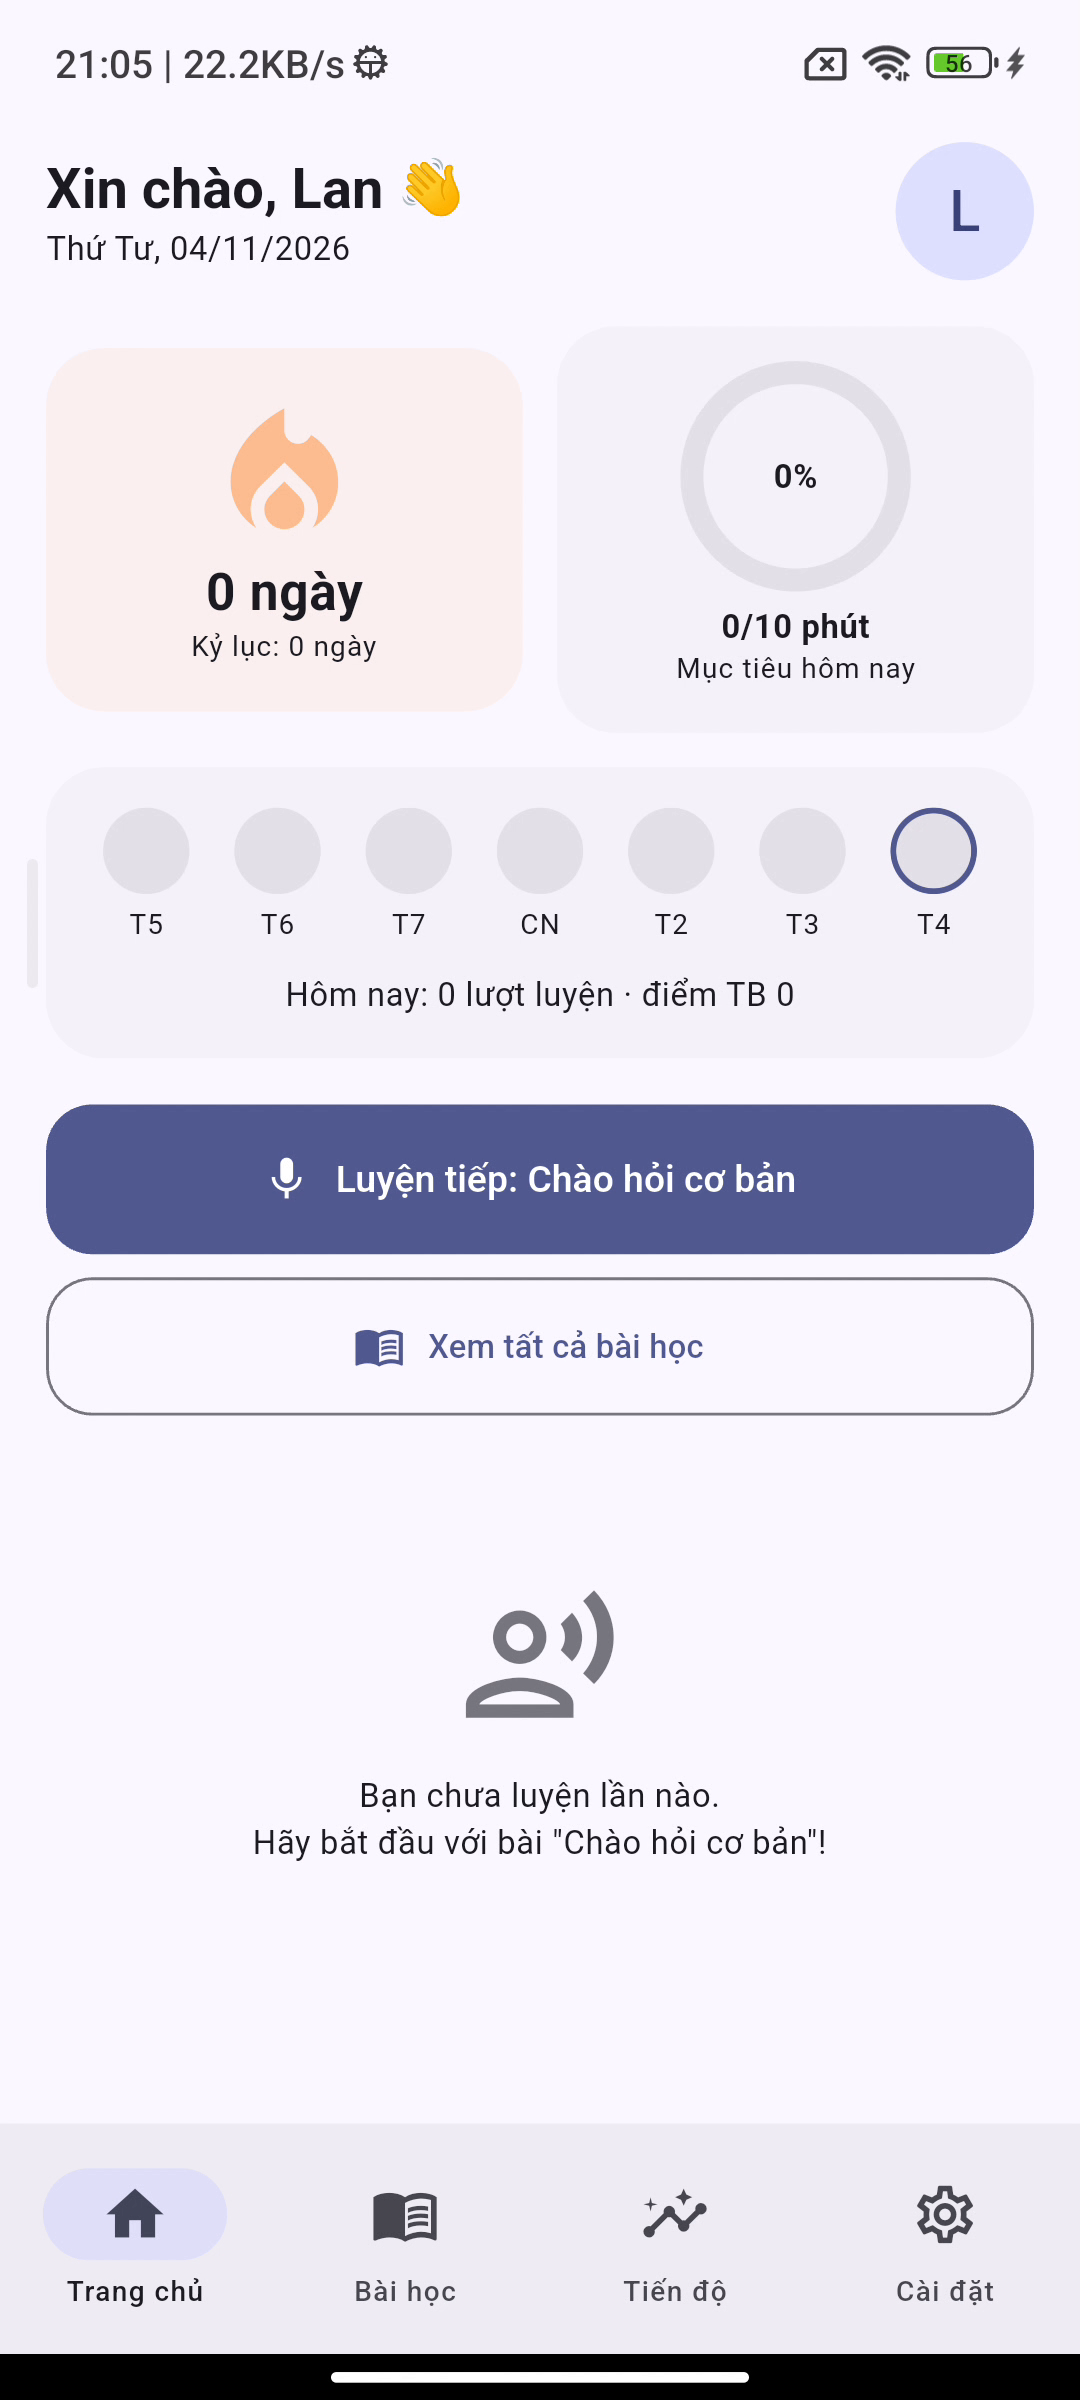 21:05 | 22.2KB/s
56
Xin chào, Lan 👋
Thứ Tư, 04/11/2026
L
0 ngày
Kỷ lục: 0 ngày
0%
0/10 phút
Mục tiêu hôm nay
T5 T6 T7 CN T2 T3 T4
Hôm nay: 0 lượt luyện · điểm TB 0
Luyện tiếp: Chào hỏi cơ bản
Xem tất cả bài học
Bạn chưa luyện lần nào.
Hãy bắt đầu với bài "Chào hỏi cơ bản"!
Trang chủ Bài học Tiến độ Cài đặt